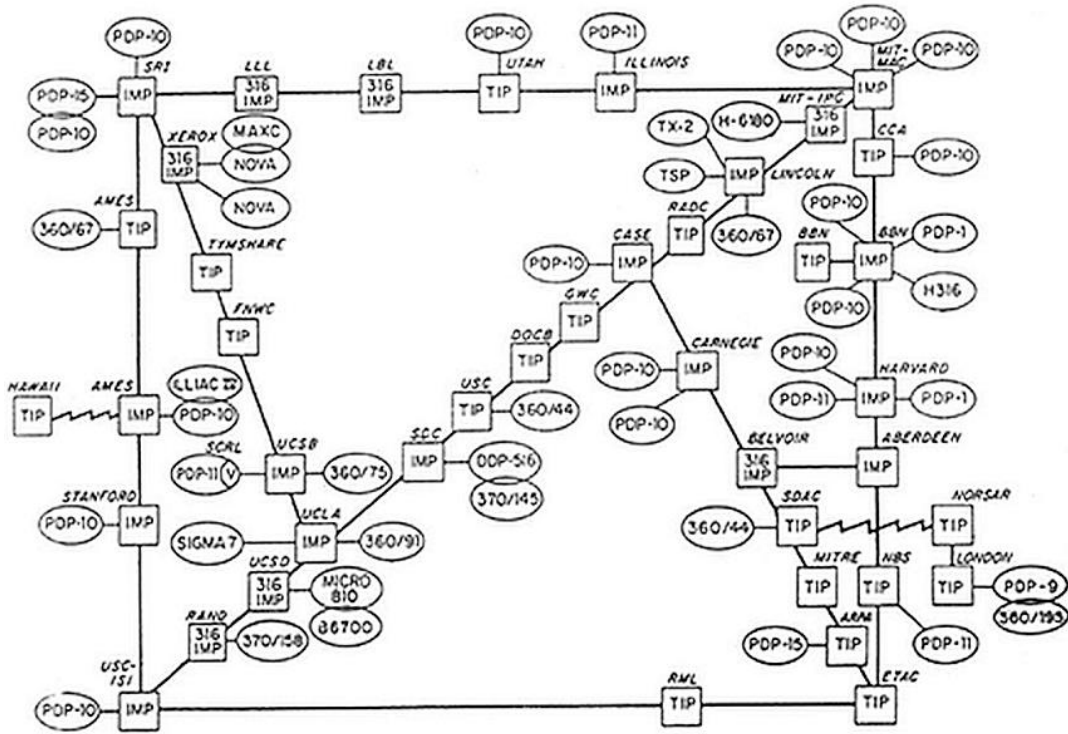 PDP-10
SRI
PDP-15
PDP-10
IMP
LLL
316
IMP
LBL
316
IMP
PDP-10
UTAH
TIP
PDP-11
ILLINOIS
IMP
PDP-10
PDP-10
MIT-
MAC
PDP-10
IMP
MIT-IPC
H-6180
316
IMP
CCA
TIP
PDP-10
XEROX
316
IMP
MAXC
NOVA
NOVA
TX-2
TSP
IMP
LINCOLN
360/67
AMES
360/67
TIP
RADC
TIP
PDP-10
BBN
TIP
BBN
IMP
PDP-1
H316
PDP-10
TYMSHARE
TIP
CASE
PDP-10
IMP
GWC
TIP
FNWC
TIP
DOCB
TIP
CARNEGIE
PDP-10
IMP
PDP-10
PDP-10
HARVARD
PDP-11
IMP
PDP-1
HAWAII
TIP
AMES
IMP
ILLIAC IV
PDP-10
USC
TIP
360/44
SCRL
PDP-11
V
UCSB
IMP
360/75
SDC
IMP
DDP-516
370/145
BELVOIR
316
IMP
ABERDEEN
IMP
STANFORD
PDP-10
IMP
UCLA
SIGMA 7
IMP
360/91
SDAC
360/44
TIP
NORSAR
TIP
UCSD
316
IMP
MICRO
810
B6700
MITRE
TIP
NBS
TIP
LONDON
TIP
PDP-9
360/195
RAND
316
IMP
370/158
ARPA
PDP-15
TIP
PDP-11
USC-
ISI
PDP-10
IMP
RML
TIP
ETAC
TIP